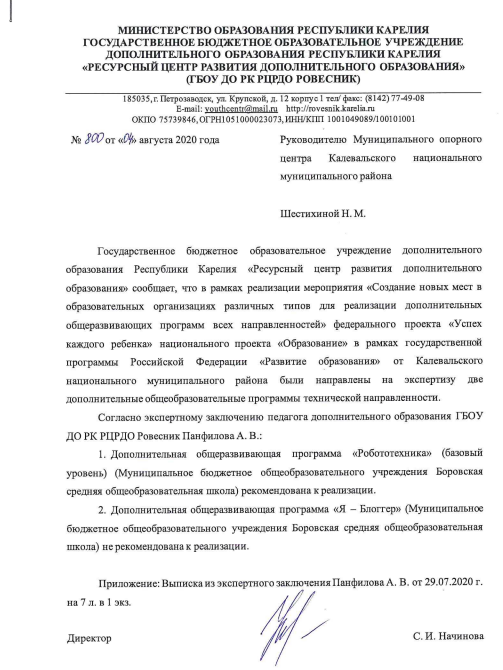 МИНИСТЕРСТВО ОБРАЗОВАНИЯ РЕСПУБЛИКИ КАРЕЛИЯ
ГОСУДАРСТВЕННОЕ БЮДЖЕТНОЕ ОБРАЗОВАТЕЛЬНОЕ УЧРЕЖДЕНИЕ
ДОПОЛНИТЕЛЬНОГО ОБРАЗОВАНИЯ РЕСПУБЛИКИ КАРЕЛИЯ
«РЕСУРСНЫЙ ЦЕНТР РАЗВИТИЯ ДОПОЛНИТЕЛЬНОГО ОБРАЗОВАНИЯ»
(ГБОУ ДО РК РЦРДО РОВЕСНИК)
185035, г. Петрозаводск, ул. Крупской, д. 12 корпус 1 тел/ факс: (8142) 77-49-08
E-mail: youthcentr@mail.ru http://rovesnik.karelia.ru
ОКПО 75739846, ОГРН1051000023073, ИНН/КПП 1001049089/100101001
№ 800 от «04» августа 2020 года
Руководителю Муниципального опорного
центра Калевальского национального
муниципального района
Шестихиной Н. М.
Государственное бюджетное образовательное учреждение дополнительного
образования Республики Карелия «Ресурсный центр развития дополнительного
образования» сообщает, что в рамках реализации мероприятия «Создание новых мест в
образовательных организациях различных типов для реализации дополнительных
общеразвивающих программ всех направленностей» федерального проекта «Успех
каждого ребенка» национального проекта «Образование» в рамках государственной
программы Российской Федерации «Развитие образования» от Калевальского
национального муниципального района были направлены на экспертизу две
дополнительные общеобразовательные программы технической направленности.
Согласно экспертному заключению педагога дополнительного образования ГБОУ
ДО РК РЦРДО Ровесник Панфилова А. В.:
1. Дополнительная общеразвивающая программа «Робототехника» (базовый
уровень) (Муниципальное бюджетное общеобразовательного учреждения Боровская
средняя общеобразовательная школа) рекомендована к реализации.
2. Дополнительная общеразвивающая программа «Я – Блоггер» (Муниципальное
бюджетное общеобразовательного учреждения Боровская средняя общеобразовательная
школа) не рекомендована к реализации.
Приложение: Выписка из экспертного заключения Панфилова А. В. от 29.07.2020 г.
на 7 л. в 1 экз.
Директор
С. И. Начинова